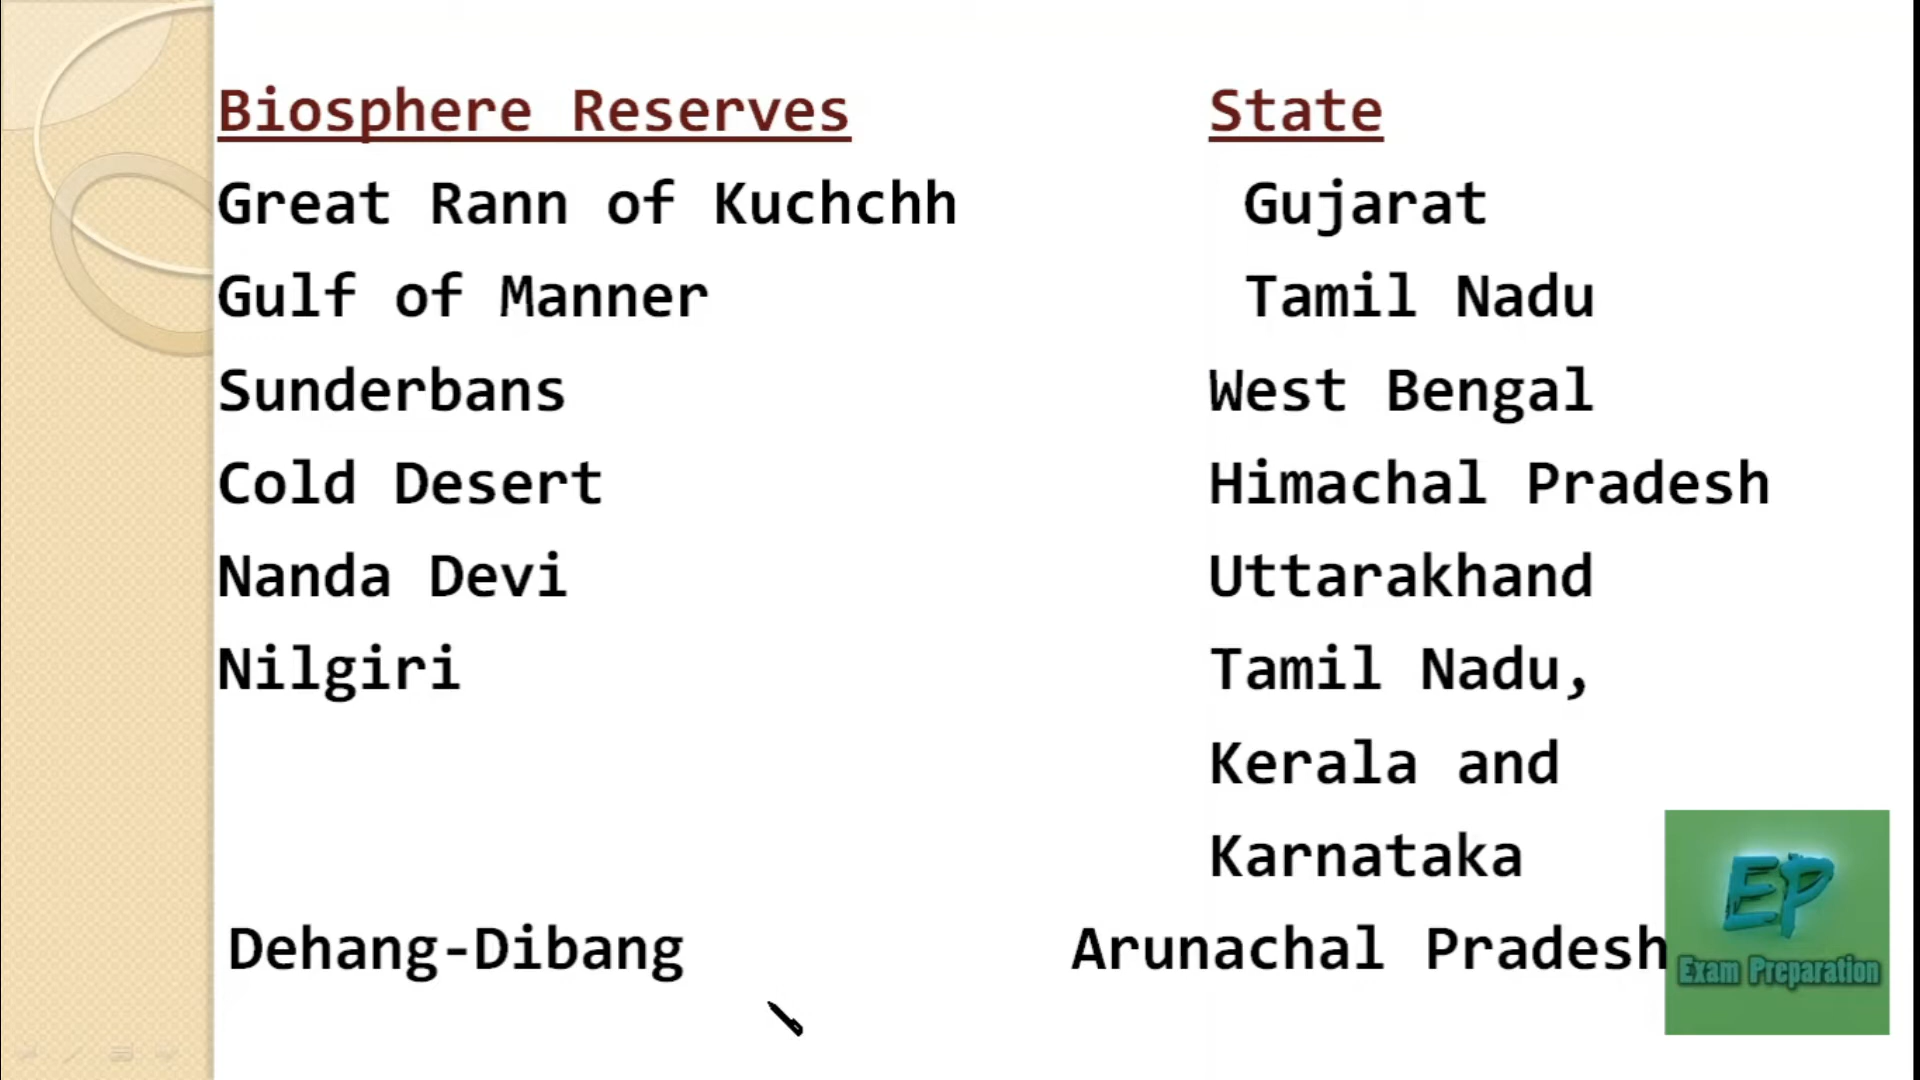 Biosphere Reserves State
Great Rann of Kuchchh Gujarat
Gulf of Manner Tamil Nadu
Sunderbans West Bengal
Cold Desert Himachal Pradesh
Nanda Devi Uttarakhand
Nilgiri Tamil Nadu,
Kerala and
Karnataka
Dehang-Dibang Arunachal Pradesh
EP
Exam Preparation